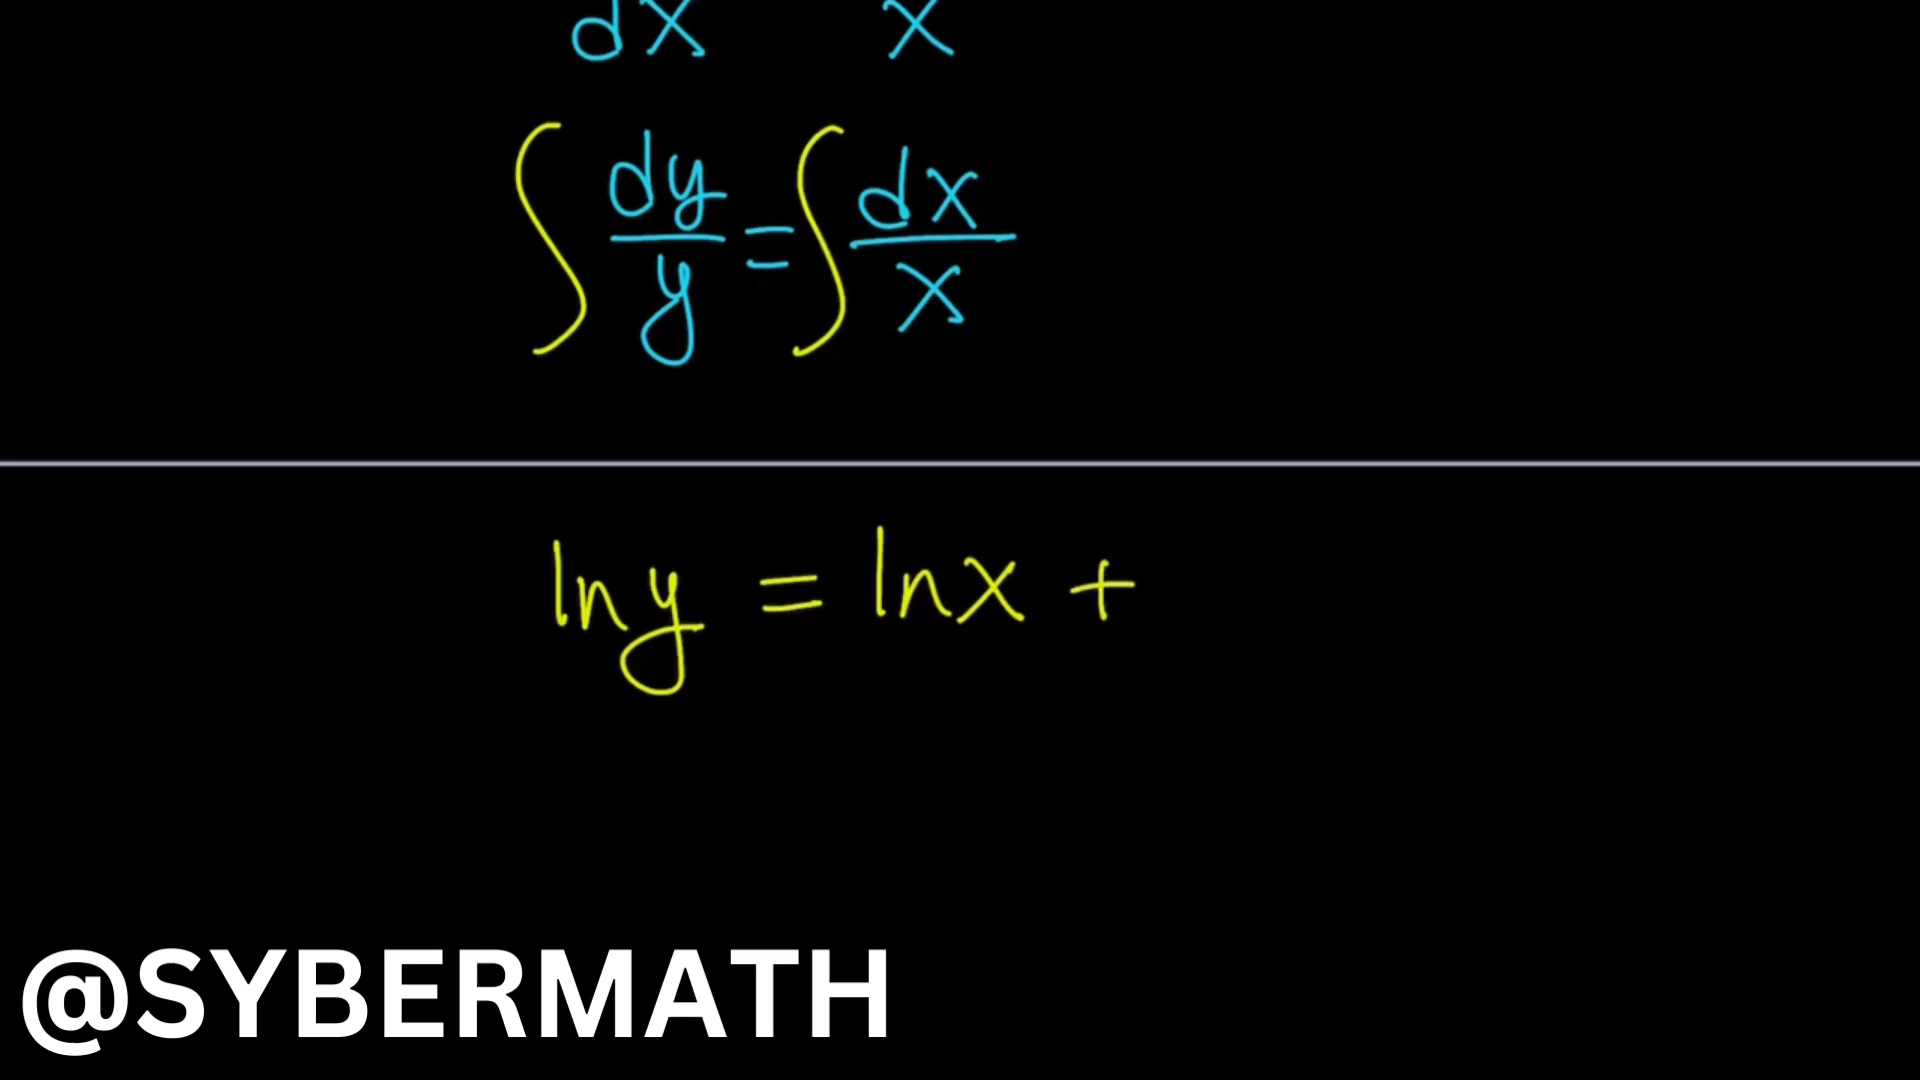 dx x
∫ dy/y = ∫ dx/x
ln y = ln x +
@SYBERMATH